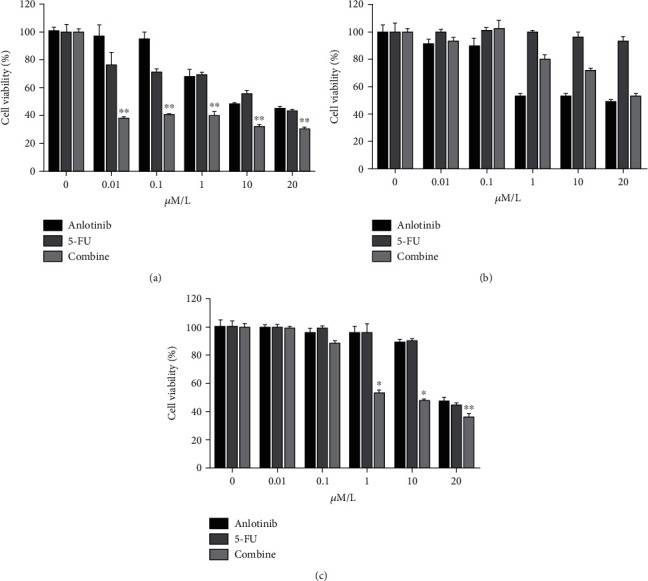 120
100
80
60
40
20
0
Cell viability (%)
** ** ** ** **
0 0.01 0.1 1 10 20
μM/L
Anlotinib
5-FU
Combine
(a)
120
100
80
60
40
20
0
Cell viability (%)
0 0.01 0.1 1 10 20
μM/L
Anlotinib
5-FU
Combine
(b)
120
100
80
60
40
20
0
Cell viability (%)
* * **
0 0.01 0.1 1 10 20
μM/L
Anlotinib
5-FU
Combine
(c)